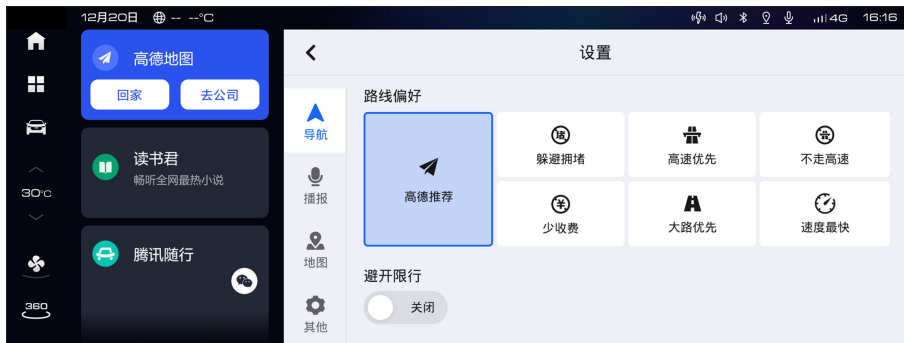 12月20日 -- --°C
4G 16:16
高德地图
回家 去公司
30°C
读书君
畅听全网最热小说
腾讯随行
360
设置
导航
播报
地图
其他
路线偏好
高德推荐
堵
躲避拥堵
高速优先
不走高速
¥
少收费
大路优先
速度最快
避开限行
关闭